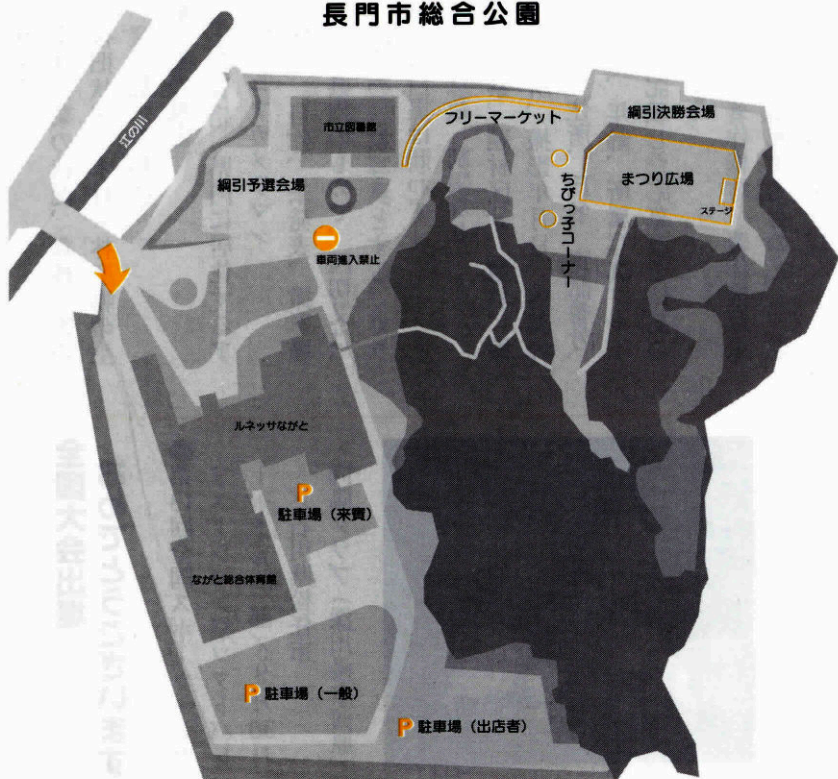 長門市総合公園
江の川
市立図書館
フリーマーケット
綱引決勝会場
綱引予選会場
ちびっ子コーナー
まつり広場
ステージ
車両進入禁止
ルネッサながと
P
駐車場（来賓）
ながと総合体育館
P 駐車場（一般）
P 駐車場（出店者）